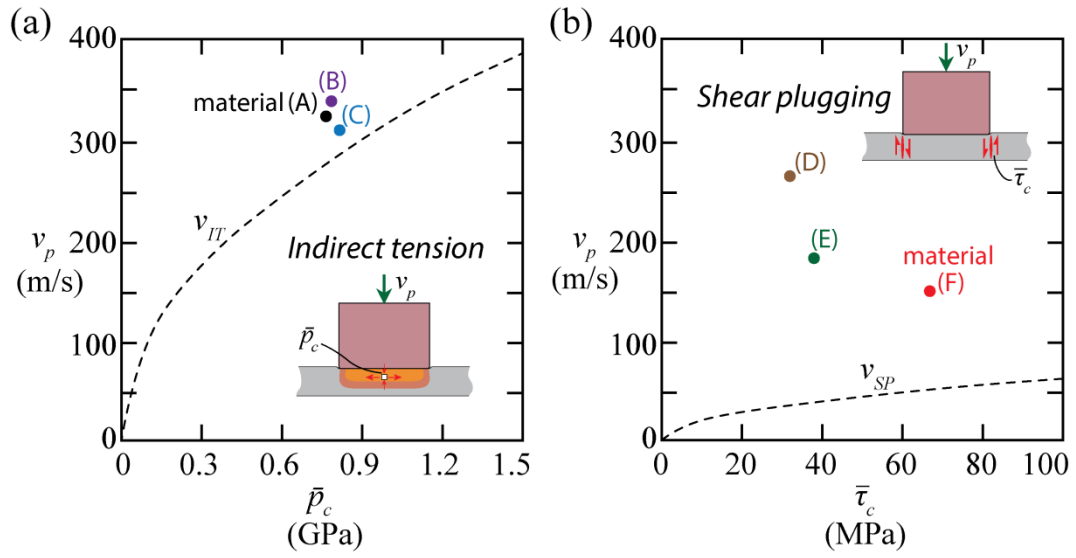 (a)
400
300
200
100
0
v_p
(m/s)
0
0.3
0.6
0.9
1.2
1.5
p̄_c
(GPa)
(B)
material (A)
(C)
v_IT
Indirect tension
v_p
p̄_c
(b)
400
300
200
100
0
v_p
(m/s)
0
20
40
60
80
100
τ̄_c
(MPa)
v_p
Shear plugging
τ̄_c
(D)
(E)
material
(F)
v_SP